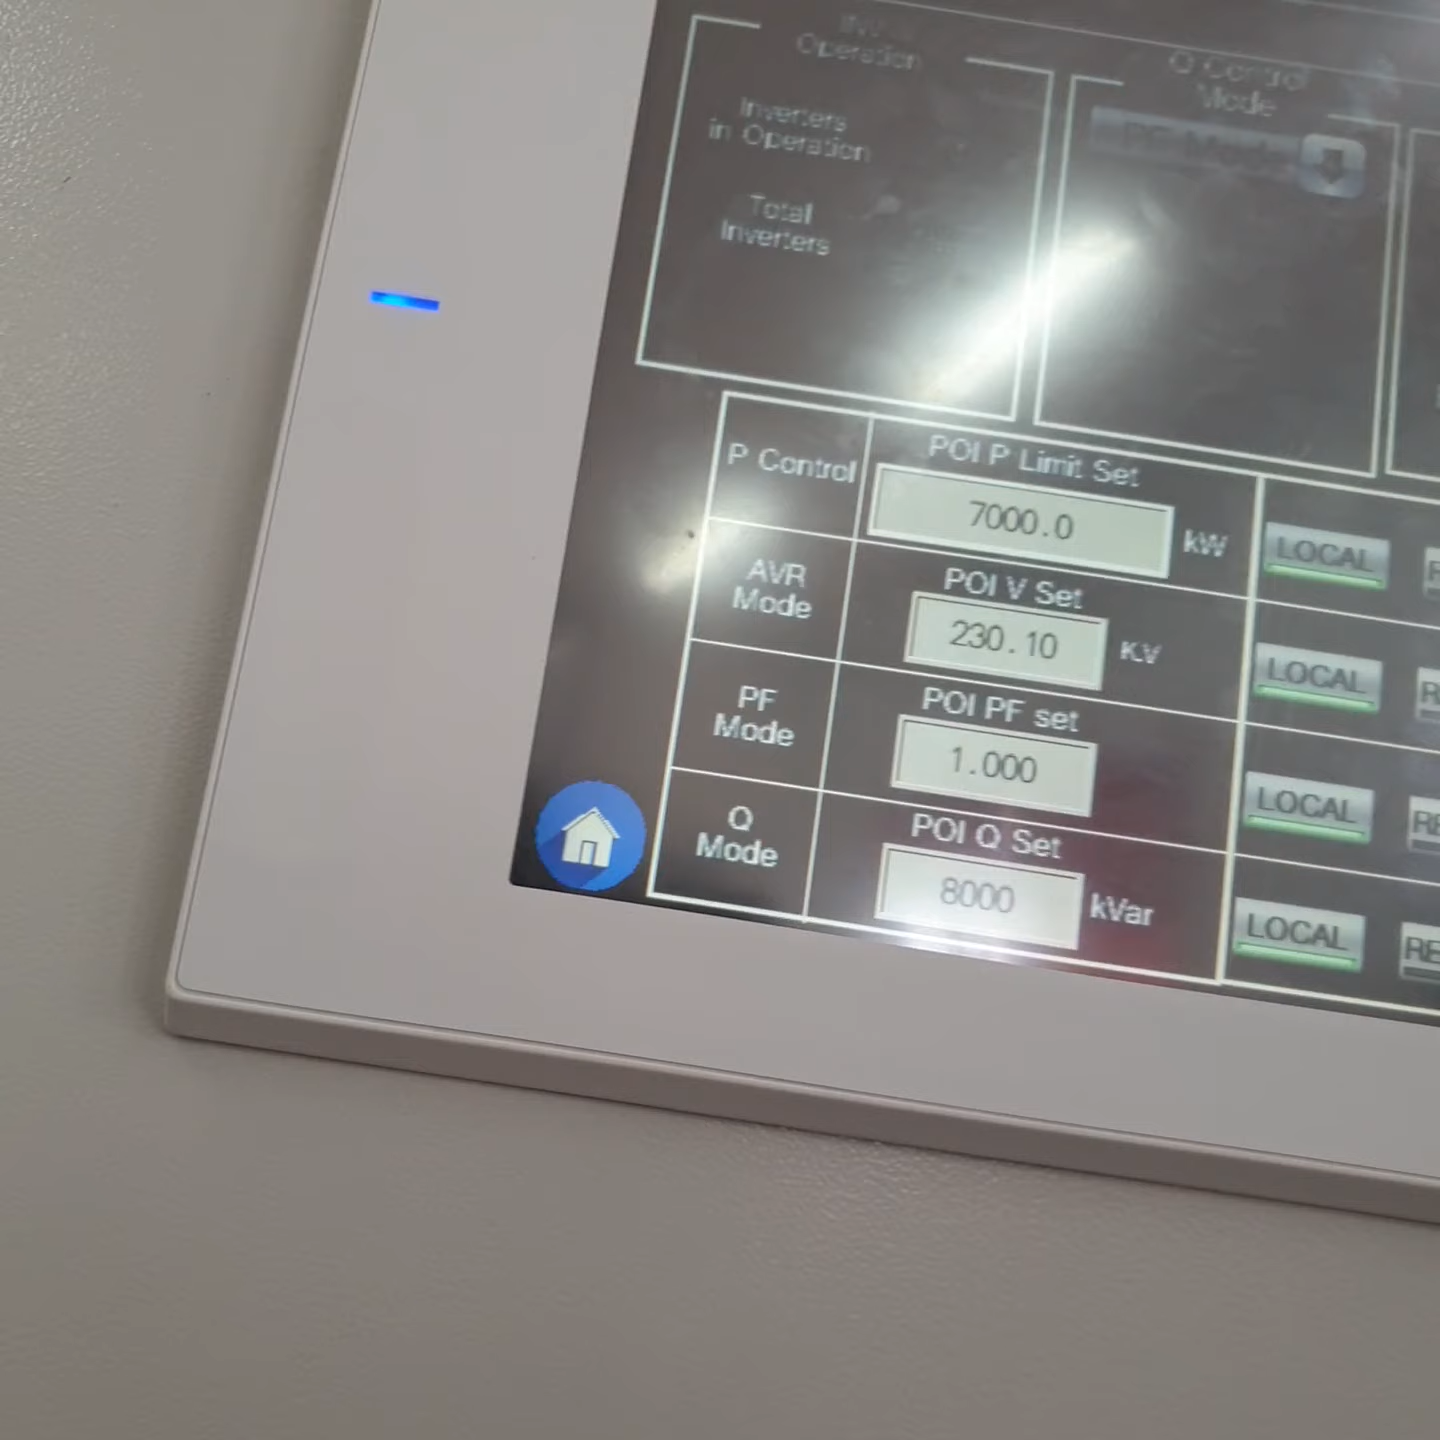 Operation
Inverters
in Operation
Total
Inverters
Q Control
Mode
PF Mode
P Control
POI P Limit Set
7000.0
kW
LOCAL
AVR
Mode
POI V Set
230.10
KV
LOCAL
PF
Mode
POI PF set
1.000
LOCAL
Q
Mode
POI Q Set
8000
kVar
LOCAL